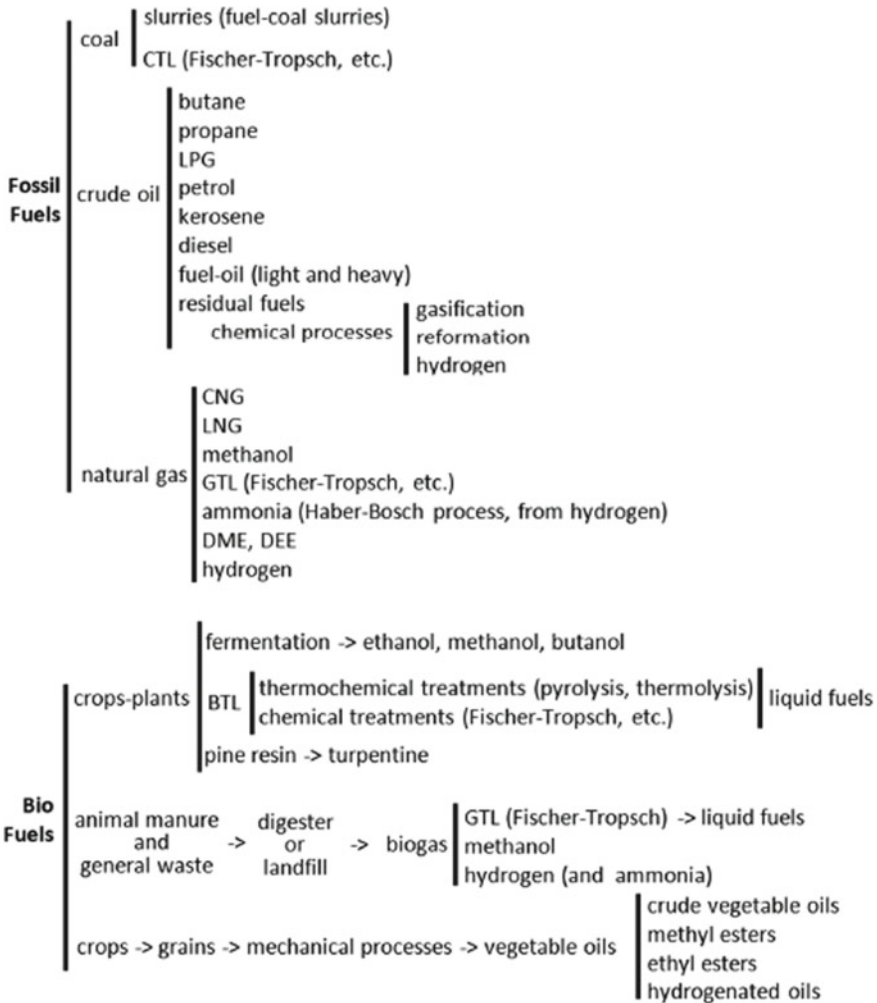 slurries (fuel-coal slurries)
coal
CTL (Fischer-Tropsch, etc.)
butane
propane
LPG
Fossil Fuels
crude oil
petrol
kerosene
diesel
fuel-oil (light and heavy)
residual fuels
chemical processes
gasification
reformation
hydrogen
CNG
LNG
methanol
natural gas
GTL (Fischer-Tropsch, etc.)
ammonia (Haber-Bosch process, from hydrogen)
DME, DEE
hydrogen
fermentation -> ethanol, methanol, butanol
crops-plants
BTL
thermochemical treatments (pyrolysis, thermolysis)
chemical treatments (Fischer-Tropsch, etc.)
liquid fuels
pine resin -> turpentine
Bio
Fuels
animal manure
and
general waste
->
digester
or
landfill
-> biogas
GTL (Fischer-Tropsch) -> liquid fuels
methanol
hydrogen (and ammonia)
crops -> grains -> mechanical processes -> vegetable oils
crude vegetable oils
methyl esters
ethyl esters
hydrogenated oils